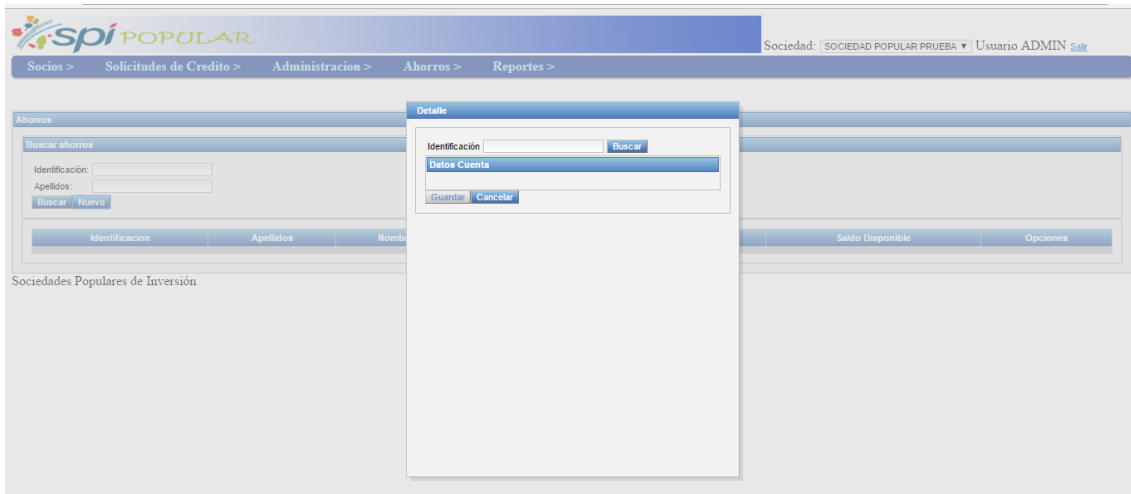 spi POPULAR
Sociedad: SOCIEDAD POPULAR PRUEBA Usuario ADMIN Salir
Socios > Solicitudes de Credito > Administracion > Ahorros > Reportes >
Detalle
Identificación Buscar
Datos Cuenta
Guardar Cancelar
Ahorros
Buscar ahorros
Identificación:
Apellidos:
Buscar Nuevo
Identificacion Apellidos Saldo Disponible Opciones
Sociedades Populares de Inversión